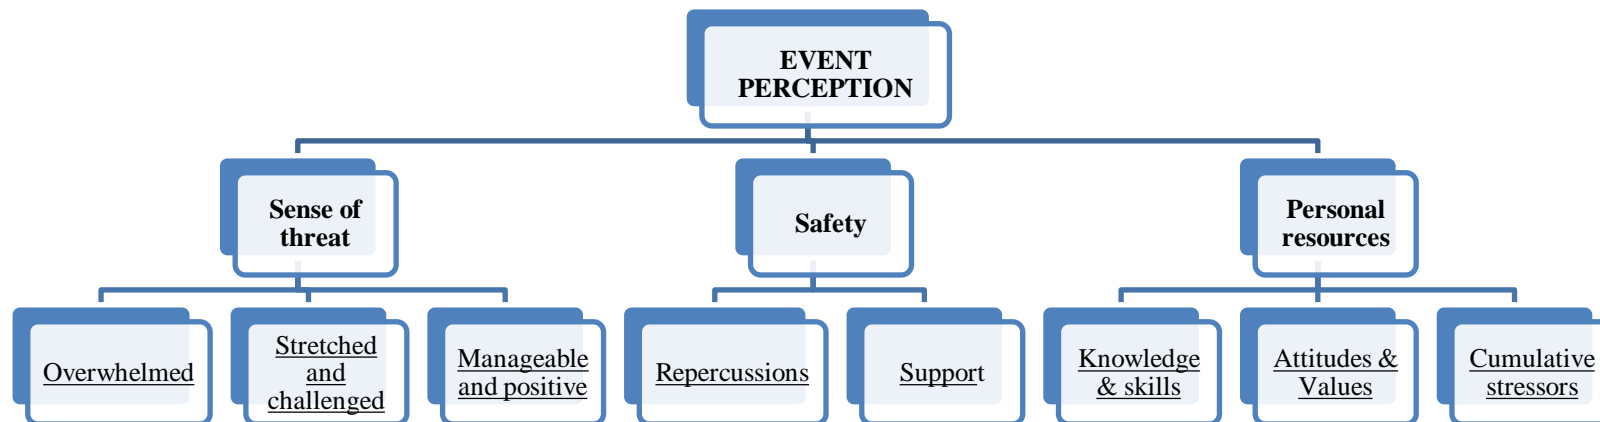 EVENT
PERCEPTION
Sense of
threat
Safety
Personal
resources
Overwhelmed
Stretched
and
challenged
Manageable
and positive
Repercussions
Support
Knowledge
& skills
Attitudes &
Values
Cumulative
stressors